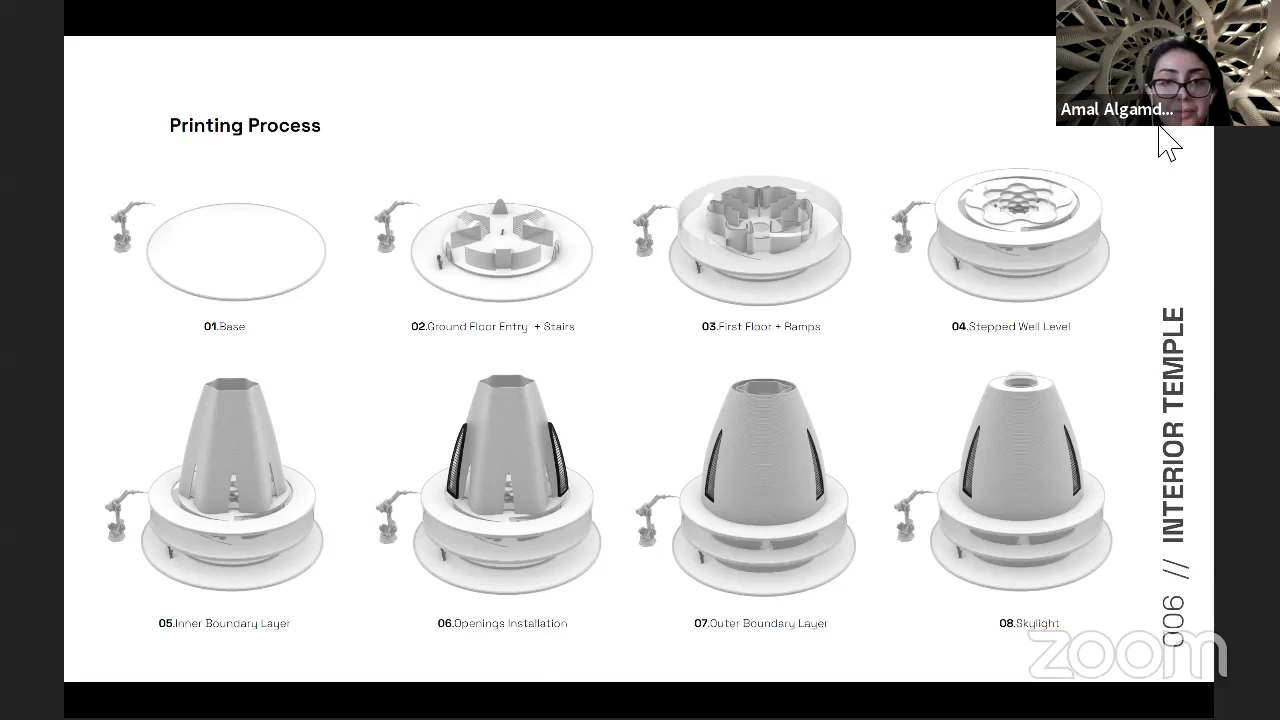 Amal Algamd...
Printing Process
01.Base
02.Ground Floor Entry + Stairs
03.First Floor + Ramps
04.Stepped Well Level
05.Inner Boundary Layer
06.Opnings Installation
07.Outer Boundary Layer
08.Skylight
006 // INTERIOR TEMPLE
zoom